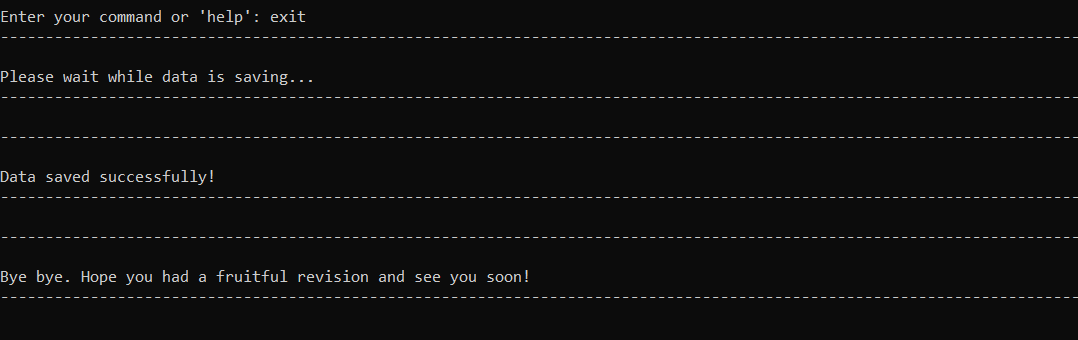 Enter your command or 'help': exit
------------------------------------------------------------------------------------------------------------------------
Please wait while data is saving...
------------------------------------------------------------------------------------------------------------------------
------------------------------------------------------------------------------------------------------------------------
Data saved successfully!
------------------------------------------------------------------------------------------------------------------------
------------------------------------------------------------------------------------------------------------------------
Bye bye. Hope you had a fruitful revision and see you soon!
------------------------------------------------------------------------------------------------------------------------